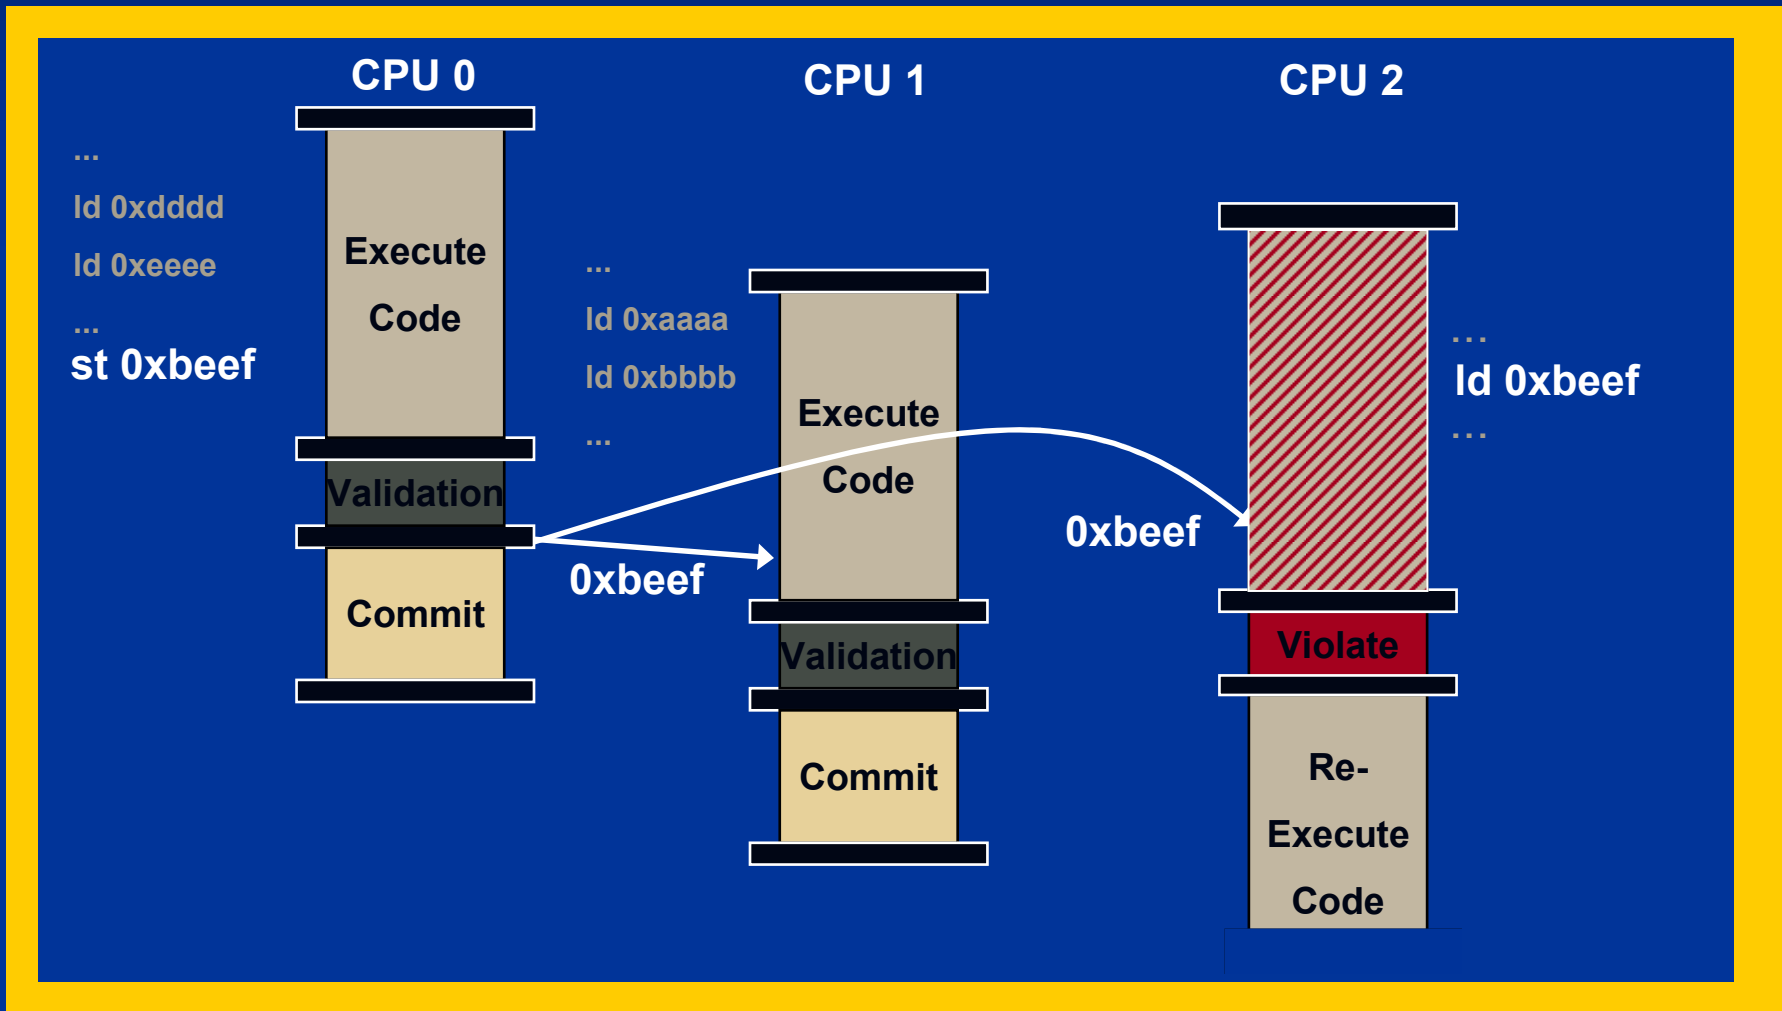 CPU 0
CPU 1
CPU 2
...
ld 0xdddd
ld 0xeeee
...
st 0xbeef
Execute
Code
Validation
Commit
...
ld 0xaaaa
ld 0xbbbb
...
0xbeef
Execute
Code
Validation
Commit
0xbeef
...
ld 0xbeef
...
Violate
Re-
Execute
Code